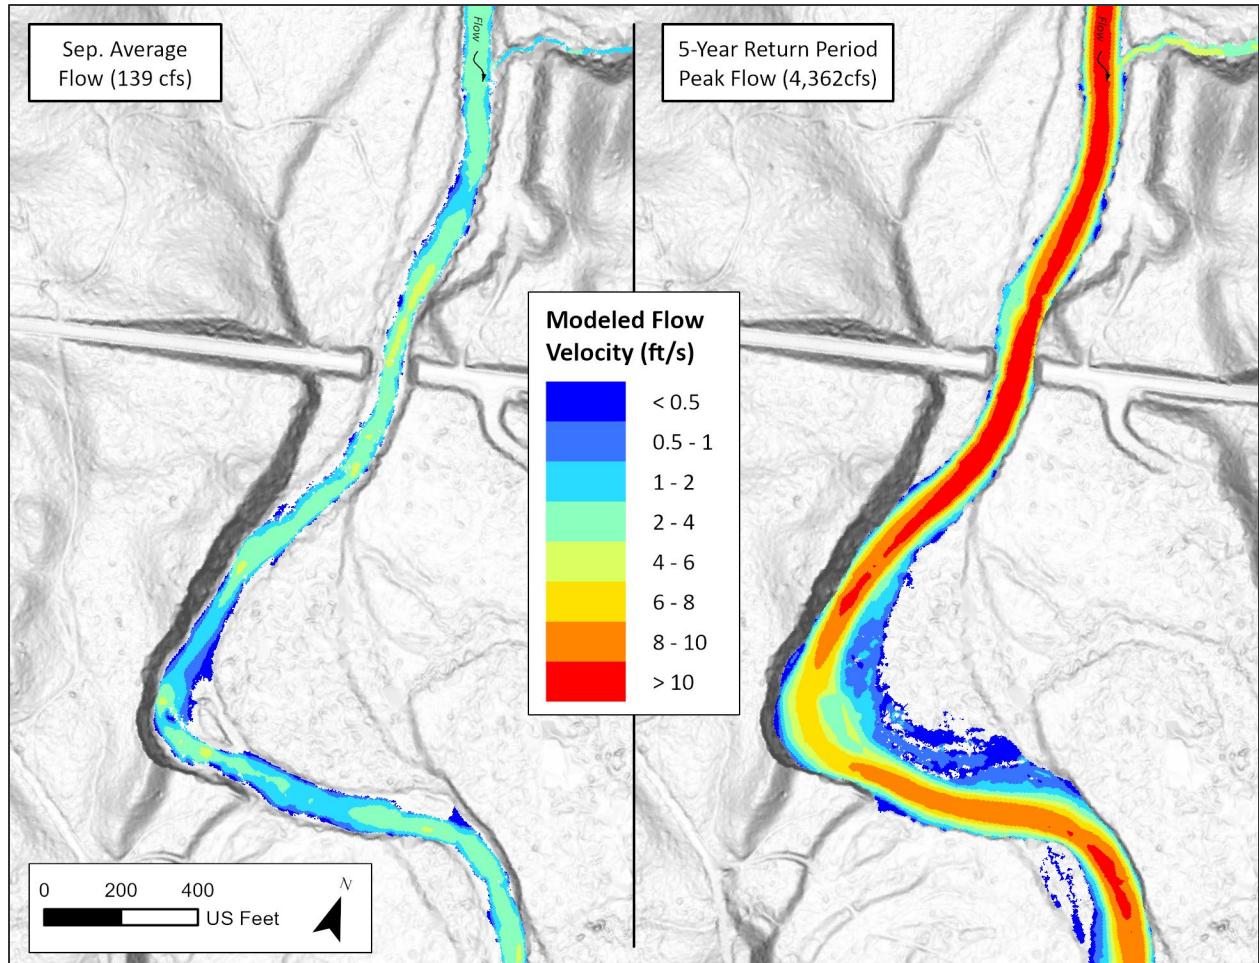 Sep. Average
Flow (139 cfs)
Flow
5-Year Return Period
Peak Flow (4,362cfs)
Flow
Modeled Flow
Velocity (ft/s)
< 0.5
0.5 - 1
1 - 2
2 - 4
4 - 6
6 - 8
8 - 10
> 10
0 200 400
US Feet
N